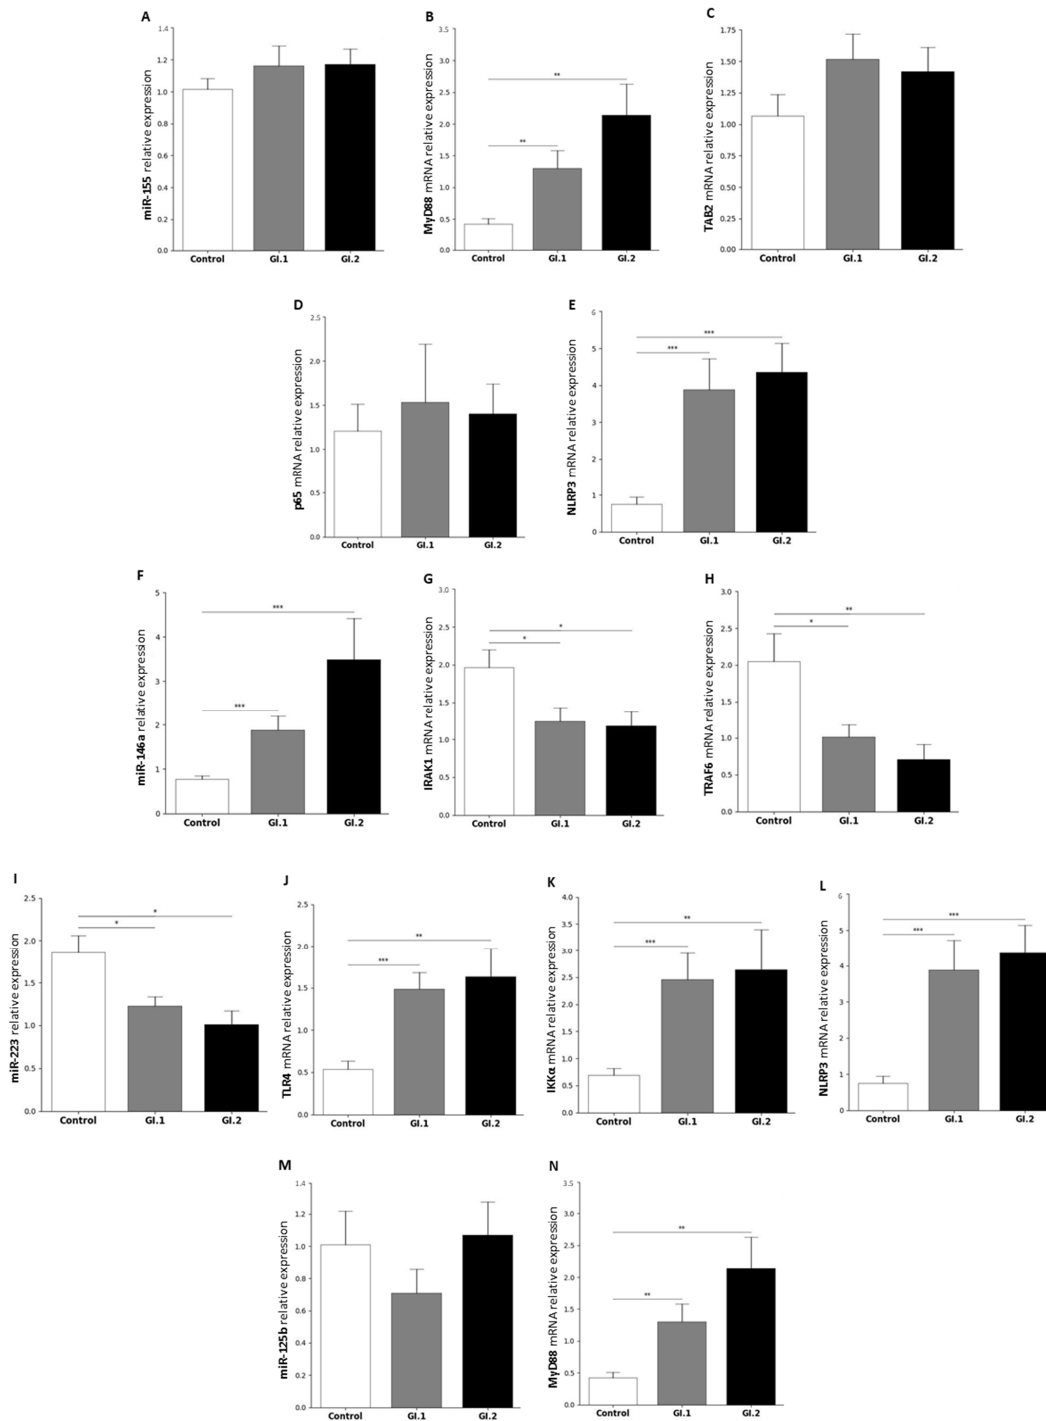 A
miR-155 relative expression
1.4
1.2
1.0
0.8
0.6
0.4
0.2
0.0
Control
GI.1
GI.2
B
MyD88 mRNA relative expression
3.5
3.0
2.5
2.0
1.5
1.0
0.5
0.0
**
**
Control
GI.1
GI.2
C
TAB2 mRNA relative expression
1.75
1.50
1.25
1.00
0.75
0.50
0.25
0.00
Control
GI.1
GI.2
D
p65 mRNA relative expression
2.5
2.0
1.5
1.0
0.5
0.0
Control
GI.1
GI.2
E
NLRP3 mRNA relative expression
6
5
4
3
2
1
0
***
***
Control
GI.1
GI.2
F
miR-146a relative expression
5
4
3
2
1
0
***
***
Control
GI.1
GI.2
G
IRAK1 mRNA relative expression
3.0
2.5
2.0
1.5
1.0
0.5
0.0
*
*
Control
GI.1
GI.2
H
TRAF6 mRNA relative expression
3.0
2.5
2.0
1.5
1.0
0.5
0.0
**
*
Control
GI.1
GI.2
I
miR-223 relative expression
2.5
2.0
1.5
1.0
0.5
0.0
*
*
Control
GI.1
GI.2
J
TLR4 mRNA relative expression
2.5
2.0
1.5
1.0
0.5
0.0
**
***
Control
GI.1
GI.2
K
IKKα mRNA relative expression
4.0
3.5
3.0
2.5
2.0
1.5
1.0
0.5
0.0
**
***
Control
GI.1
GI.2
L
NLRP3 mRNA relative expression
6
5
4
3
2
1
0
***
***
Control
GI.1
GI.2
M
miR-125b relative expression
1.4
1.2
1.0
0.8
0.6
0.4
0.2
0.0
Control
GI.1
GI.2
N
MyD88 mRNA relative expression
3.5
3.0
2.5
2.0
1.5
1.0
0.5
0.0
**
**
Control
GI.1
GI.2